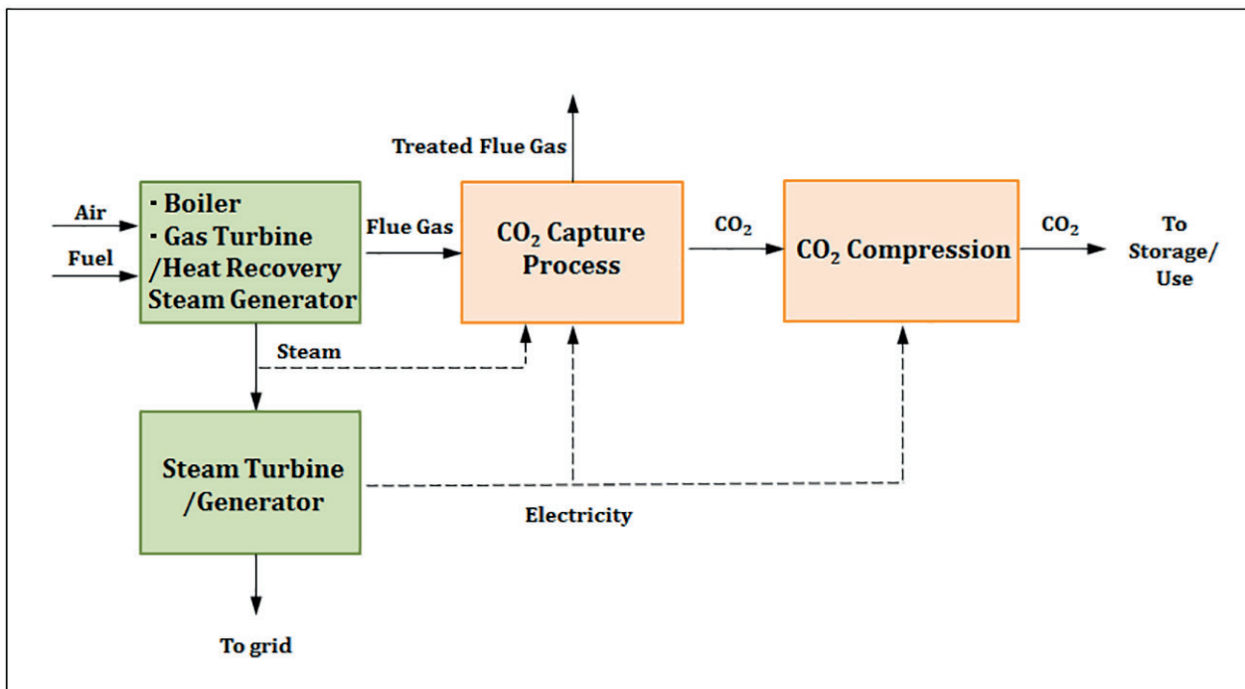 Treated Flue Gas
Air
Fuel
· Boiler
· Gas Turbine
/Heat Recovery
Steam Generator
Flue Gas
CO₂ Capture
Process
CO₂
CO₂ Compression
CO₂
To
Storage/
Use
Steam
Steam Turbine
/Generator
Electricity
To grid